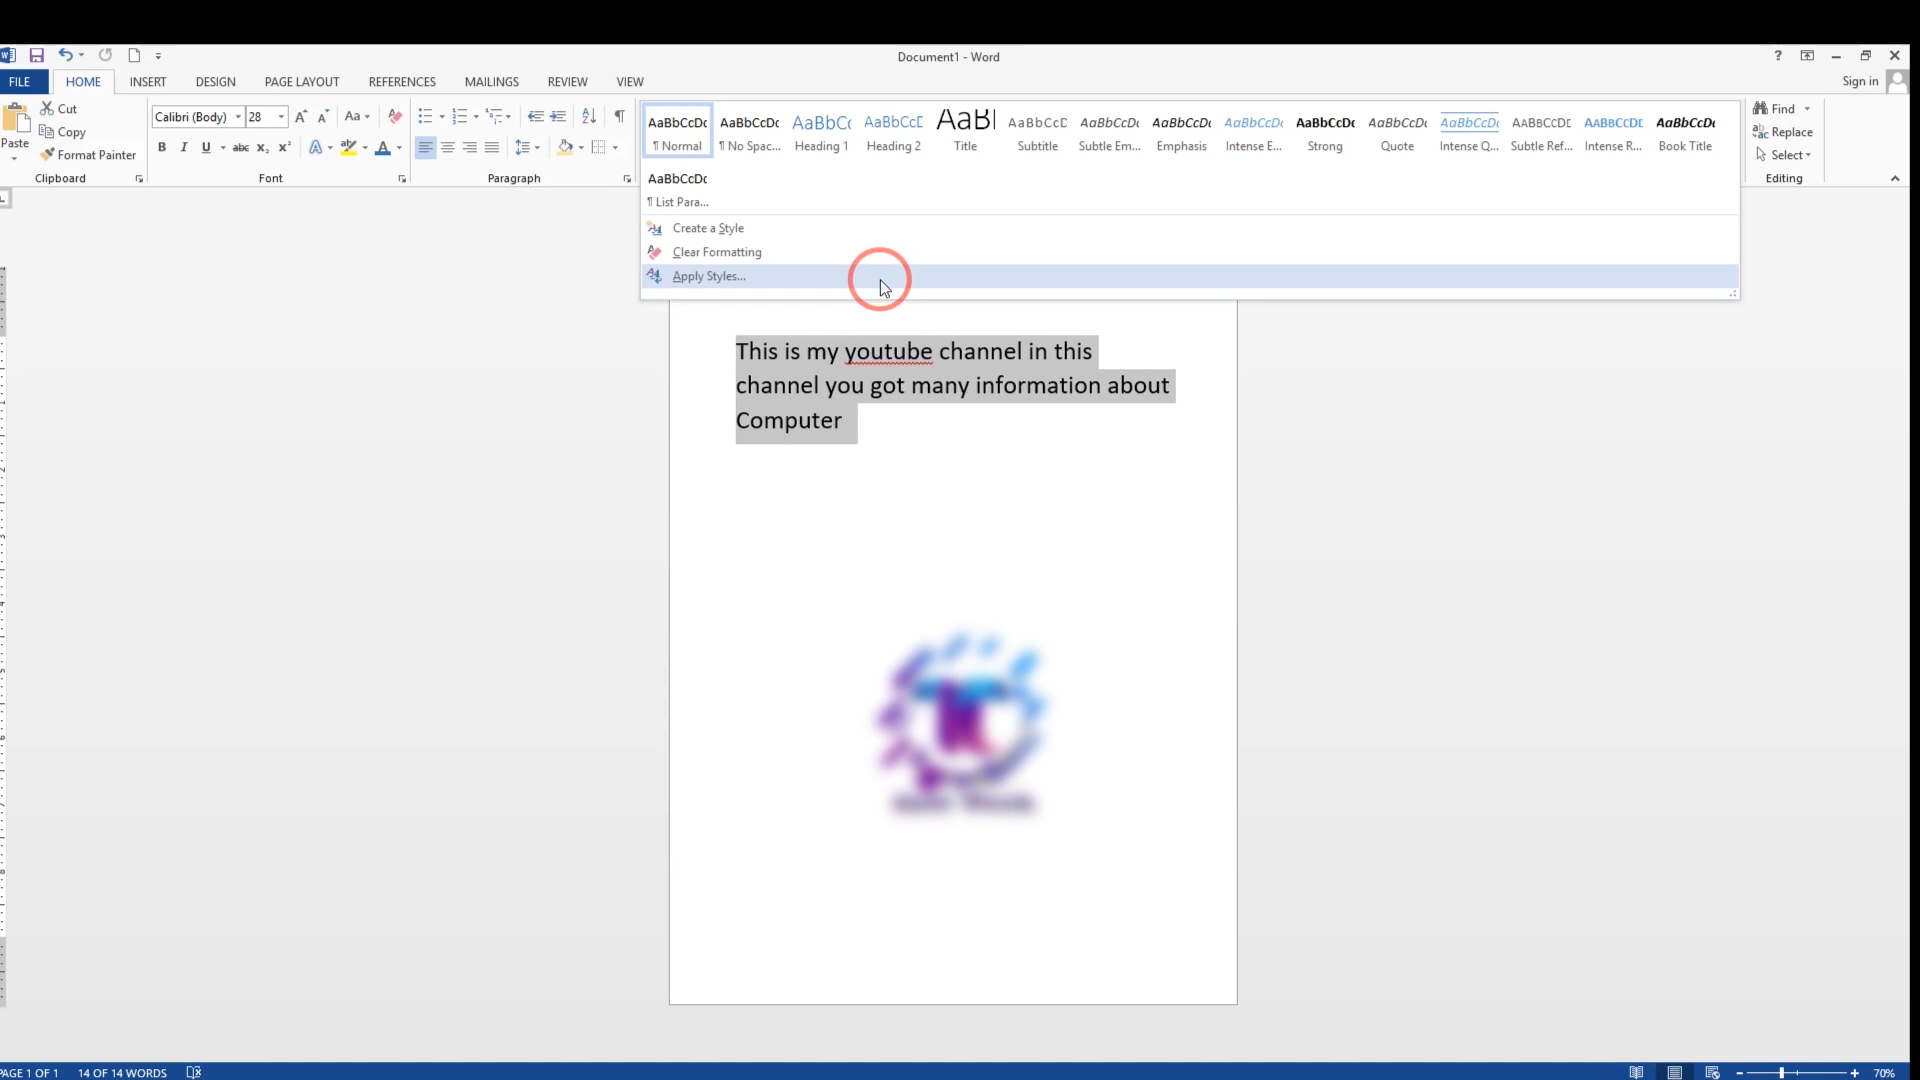 Document1 - Word
Sign in
FILE HOME INSERT DESIGN PAGE LAYOUT REFERENCES MAILINGS REVIEW VIEW
Paste
Cut
Copy
Format Painter
Clipboard
Calibri (Body) 28
Font
Paragraph
AaBbCcDc AaBbCcDc AaBbCc AaBbCcD AaBl AaBbCcD AaBbCcDc AaBbCcDc AaBbCcDc AaBbCcDc AaBbCcDc AaBbCcDc AaBbCcDd AaBbCcDd AaBbCcDc
¶ Normal ¶ No Spac... Heading 1 Heading 2 Title Subtitle Subtle Em... Emphasis Intense E... Strong Quote Intense Q... Subtle Ref... Intense R... Book Title
AaBbCcDc
¶ List Para...
Create a Style
Clear Formatting
Apply Styles...
Find
Replace
Select
Editing
This is my youtube channel in this
channel you got many information about
Computer
PAGE 1 OF 1 14 OF 14 WORDS 70%